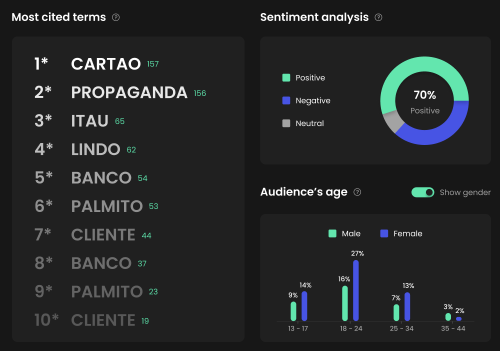 Most cited terms ?
1* CARTAO 157
2* PROPAGANDA 156
3* ITAU 65
4* LINDO 62
5* BANCO 54
6* PALMITO 53
7* CLIENTE 44
8* BANCO 37
9* PALMITO 23
10* CLIENTE 19
Sentiment analysis ?
Positive
Negative
Neutral
70%
Positive
Audience's age ?
Show gender
Male Female
9% 14% 16% 27% 7% 13% 3% 2%
13 - 17 18 - 24 25 - 34 35 - 44